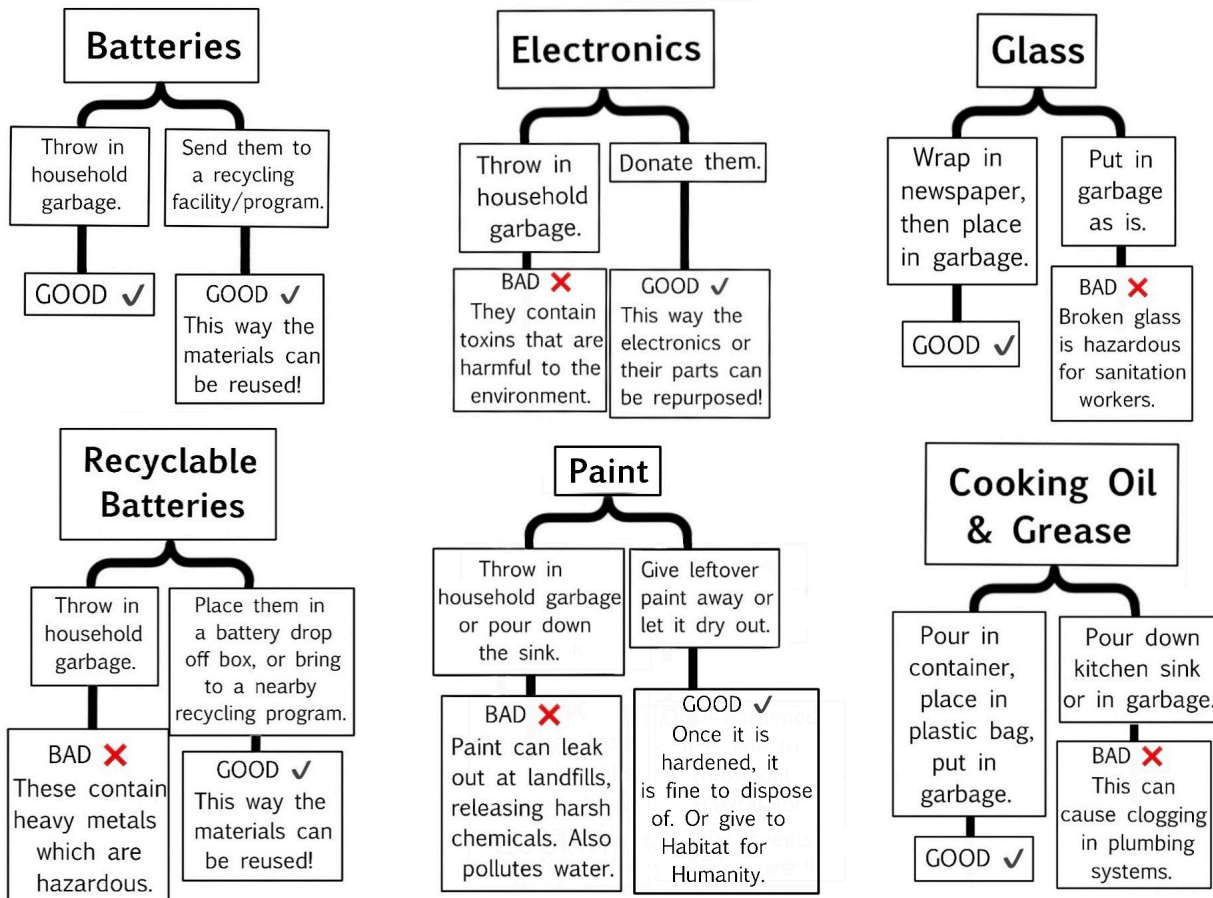 Batteries
Throw in
household
garbage.
GOOD ✓
Send them to
a recycling
facility/program.
GOOD ✓
This way the
materials can
be reused!
Electronics
Throw in
household
garbage.
BAD ❌
They contain
toxins that are
harmful to the
environment.
Donate them.
GOOD ✓
This way the
electronics or
their parts can
be repurposed!
Glass
Wrap in
newspaper,
then place
in garbage.
GOOD ✓
Put in
garbage
as is.
BAD ❌
Broken glass
is hazardous
for sanitation
workers.
Recyclable
Batteries
Throw in
household
garbage.
BAD ❌
These contain
heavy metals
which are
hazardous.
Place them in
a battery drop
off box, or bring
to a nearby
recycling program.
GOOD ✓
This way the
materials can
be reused!
Paint
Throw in
household garbage
or pour down
the sink.
BAD ❌
Paint can leak
out at landfills,
releasing harsh
chemicals. Also
pollutes water.
Give leftover
paint away or
let it dry out.
GOOD ✓
Once it is
hardened, it
is fine to dispose
of. Or give to
Habitat for
Humanity.
Cooking Oil
& Grease
Pour in
container,
place in
plastic bag,
put in
garbage.
GOOD ✓
Pour down
kitchen sink
or in garbage.
BAD ❌
This can
cause clogging
in plumbing
systems.